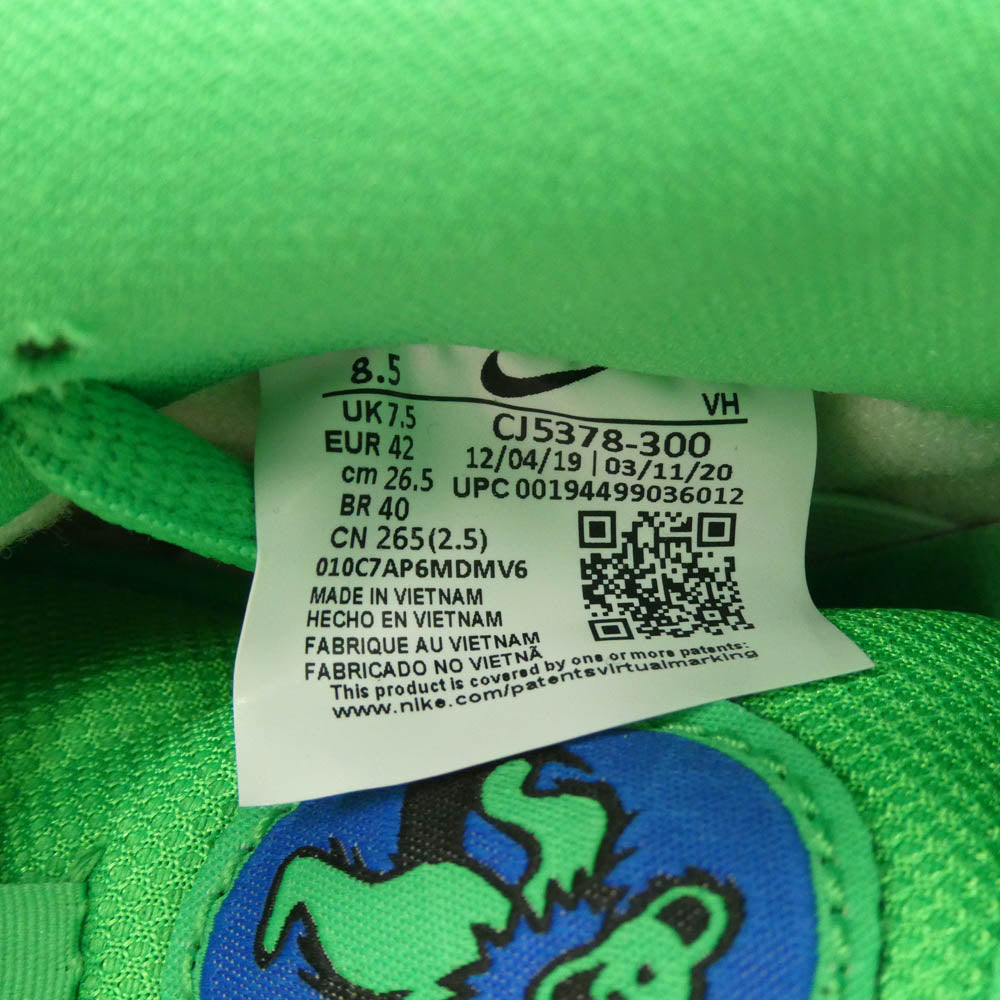 8.5
VH
UK 7.5
EUR 42
cm 26.5
BR 40
CN 265(2.5)
CJ5378-300
12/04/19 | 03/11/20
UPC 00194499036012
010C7AP6MDMV6
MADE IN VIETNAM
HECHO EN VIETNAM
FABRIQUE AU VIETNAM
FABRICADO NO VIETNÃ
This product is covered by one or more patents:
www.nike.com/patentsvirtualmarking